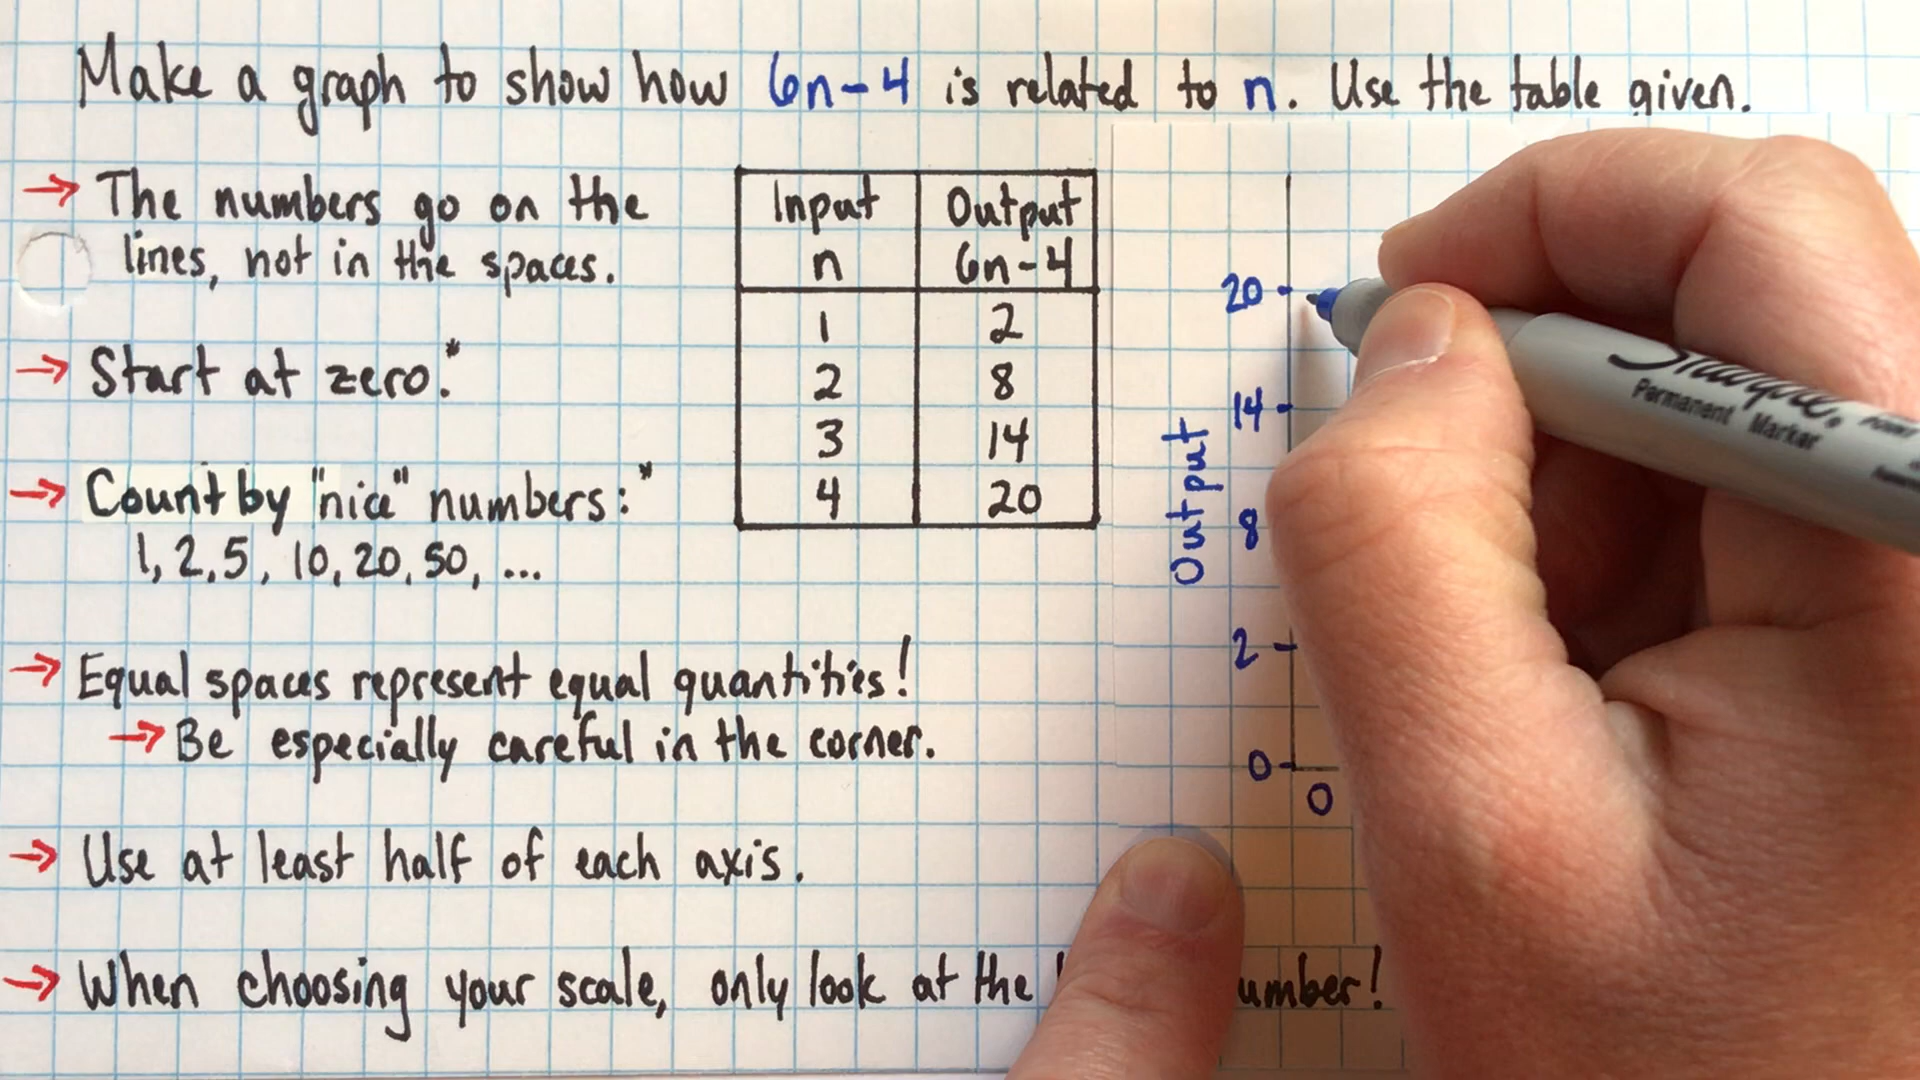 Make a graph to show how 6n-4 is related to n. Use the table given.
→ The numbers go on the
lines, not in the spaces.
→ Start at zero.*
→ Count by "nice" numbers:*
1, 2, 5, 10, 20, 50, ...
→ Equal spaces represent equal quantities!
→ Be especially careful in the corner.
→ Use at least half of each axis.
→ When choosing your scale, only look at the umber!
Input Output
n 6n-4
1 2
2 8
3 14
4 20
Output
20
14
8
2
0
0
Sharpie.
Permanent Marker